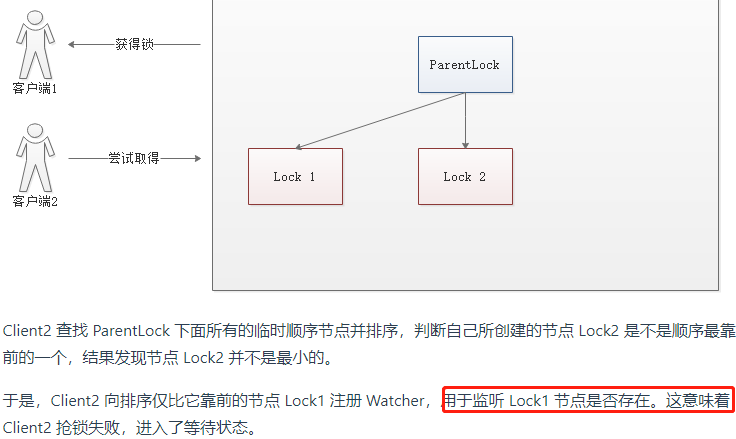 获得锁
客户端1
ParentLock
尝试取得
客户端2
Lock 1
Lock 2
Client2 查找 ParentLock 下面所有的临时顺序节点并排序，判断自己所创建的节点 Lock2 是不是顺序最靠
前的一个，结果发现节点 Lock2 并不是最小的。
于是，Client2 向排序仅比它靠前的节点 Lock1 注册 Watcher，用于监听 Lock1 节点是否存在。这意味着
Client2 抢锁失败，进入了等待状态。